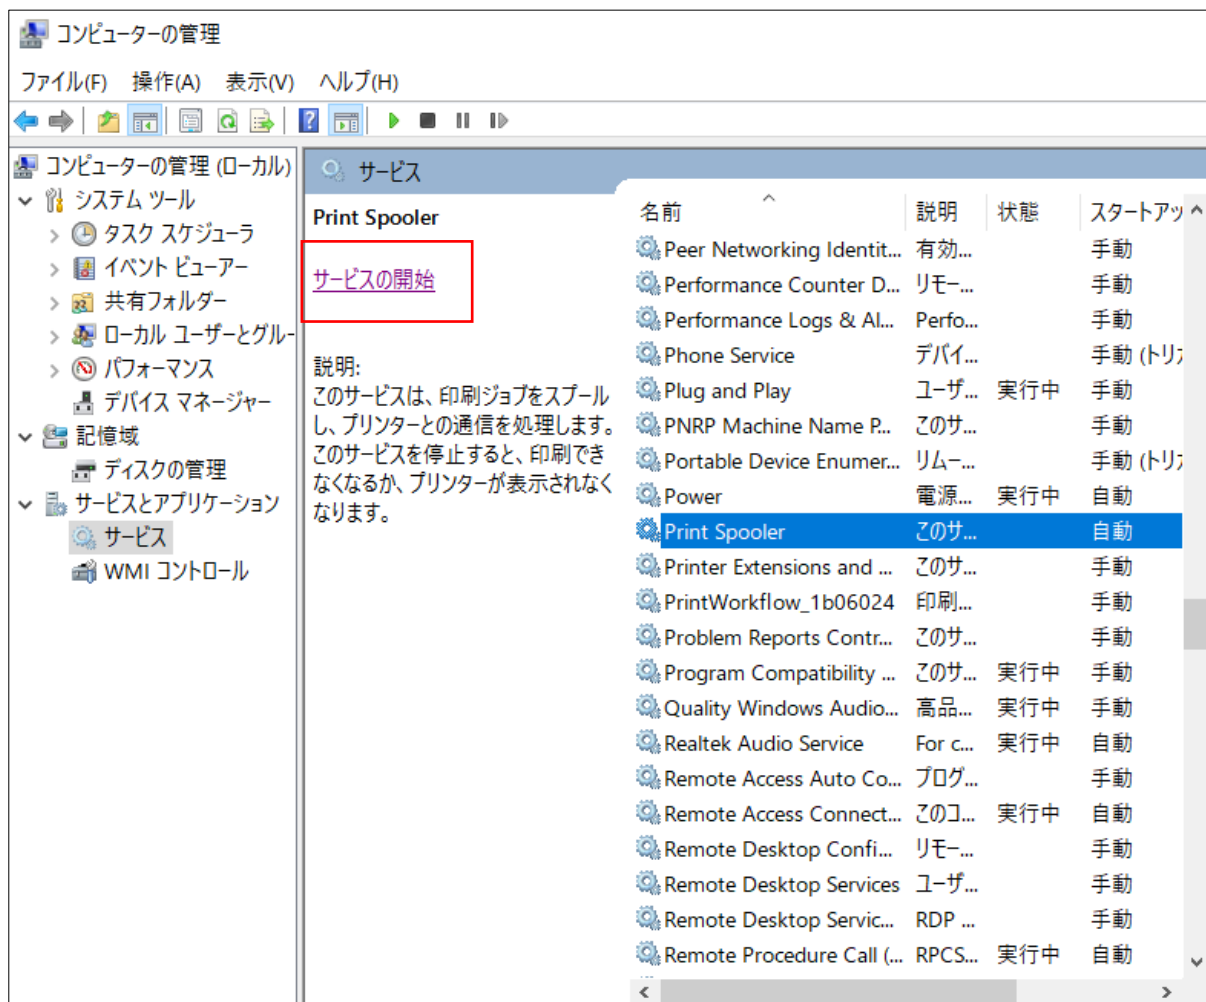 コンピューターの管理
ファイル(F) 操作(A) 表示(V) ヘルプ(H)
コンピューターの管理 (ローカル)
システム ツール
タスク スケジューラ
イベント ビューアー
共有フォルダー
ローカル ユーザーとグルー
パフォーマンス
デバイス マネージャー
記憶域
ディスクの管理
サービスとアプリケーション
サービス
WMI コントロール
サービス
Print Spooler
サービスの開始
説明:
このサービスは、印刷ジョブをスプール
し、プリンターとの通信を処理します。
このサービスを停止すると、印刷でき
なくなるか、プリンターが表示されなく
なります。
名前 説明 状態 スタートアッ
Peer Networking Identit... 有効... 手動
Performance Counter D... リモー... 手動
Performance Logs & Al... Perfo... 手動
Phone Service デバイ... 手動 (トリガ
Plug and Play ユーザ... 実行中 手動
PNRP Machine Name P... このサ... 手動
Portable Device Enumer... リムー... 手動 (トリガ
Power 電源... 実行中 自動
Print Spooler このサ... 自動
Printer Extensions and ... このサ... 手動
PrintWorkflow_1b06024 印刷... 手動
Problem Reports Contr... このサ... 手動
Program Compatibility ... このサ... 実行中 手動
Quality Windows Audio... 高品... 実行中 手動
Realtek Audio Service For c... 実行中 自動
Remote Access Auto Co... プログ... 手動
Remote Access Connect... このコ... 実行中 自動
Remote Desktop Confi... リモー... 手動
Remote Desktop Services ユーザ... 手動
Remote Desktop Servic... RDP ... 手動
Remote Procedure Call (... RPCS... 実行中 自動